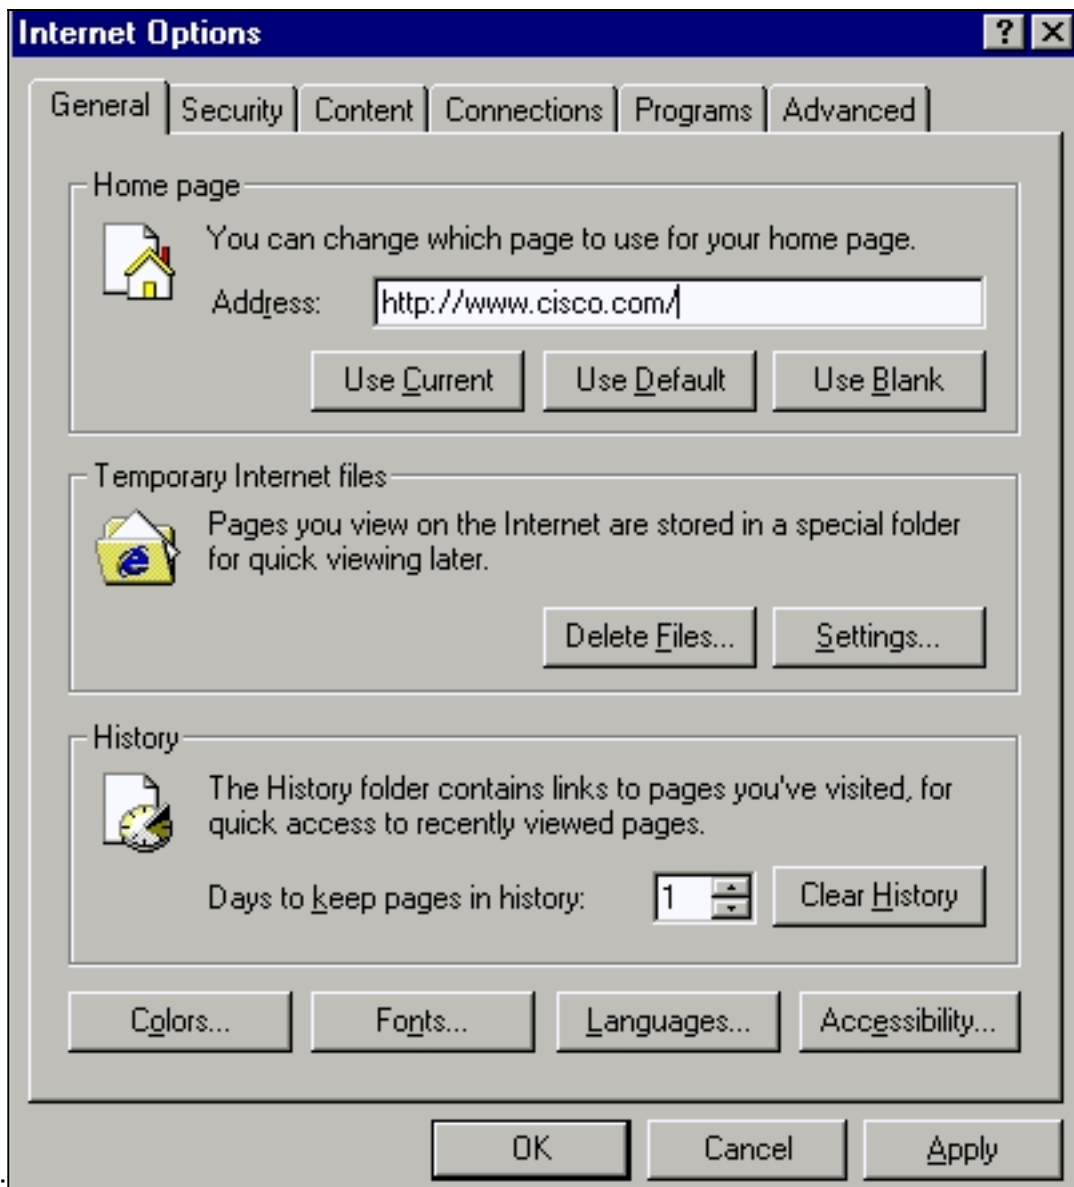 Internet Options
General Security Content Connections Programs Advanced
Home page
You can change which page to use for your home page.
Address: http://www.cisco.com/
Use Current Use Default Use Blank
Temporary Internet files
Pages you view on the Internet are stored in a special folder
for quick viewing later.
Delete Files... Settings...
History
The History folder contains links to pages you've visited, for
quick access to recently viewed pages.
Days to keep pages in history: 1 Clear History
Colors... Fonts... Languages... Accessibility...
OK Cancel Apply
.